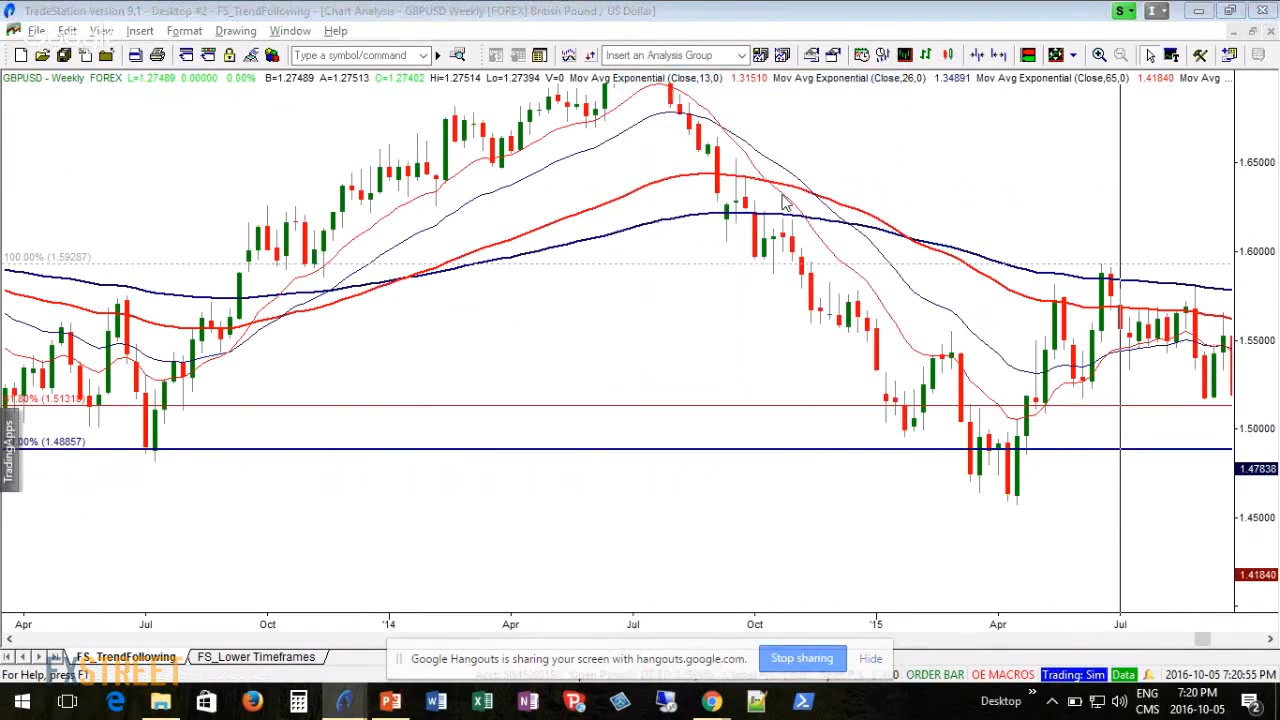 TradeStation Version 9.1 - Desktop #2 - FS_TrendFollowing - [Chart Analysis - GBPUSD Weekly [FOREX] British Pound / US Dollar]
File Edit View Insert Format Drawing Window Help
Type a symbol/command
Insert an Analysis Group
GBPUSD - Weekly FOREX L=1.27489 0.00000 0.00% B=1.27489 A=1.27513 O=1.27402 Hi=1.27514 Lo=1.27394 V=0 Mov Avg Exponential (Close,13,0) 1.31510 Mov Avg Exponential (Close,26,0) 1.34891 Mov Avg Exponential (Close,65,0) 1.41840 Mov Avg ...
1.65000
1.60000
100.00% (1.59287)
1.55000
(1.51318)
1.50000
(1.48857)
TradingApps
1.47838
1.45000
1.41840
Apr Jul Oct '14 Apr Jul Oct '15 Apr Jul
FS_TrendFollowing FS_Lower Timeframes
Google Hangouts is sharing your screen with hangouts.google.com. Stop sharing Hide
FXSTREET
For Help, press F1
ORDER BAR OE MACROS Trading: Sim Data 2016-10-05 7:20:55 PM
Desktop
ENG 7:20 PM
CMS 2016-10-05
2